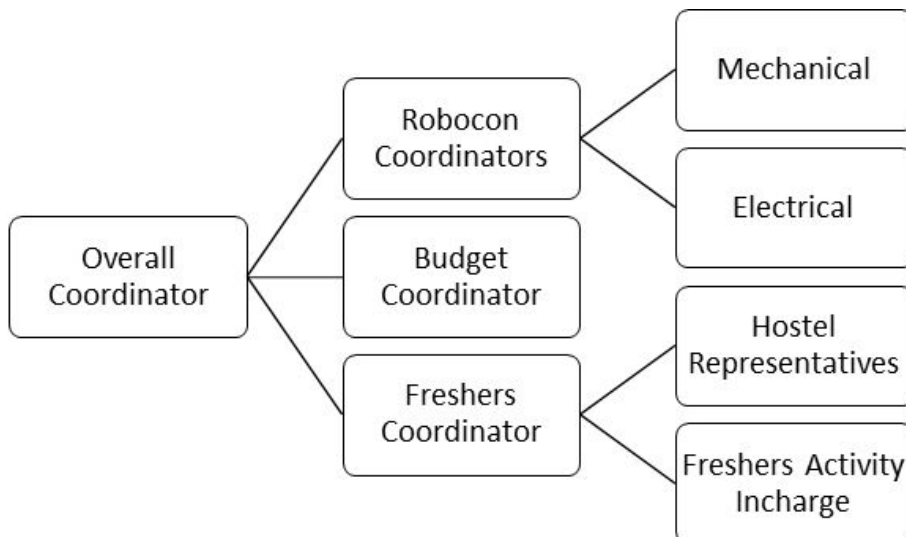 Overall
Coordinator
Robocon
Coordinators
Mechanical
Electrical
Budget
Coordinator
Freshers
Coordinator
Hostel
Representatives
Freshers Activity
Incharge